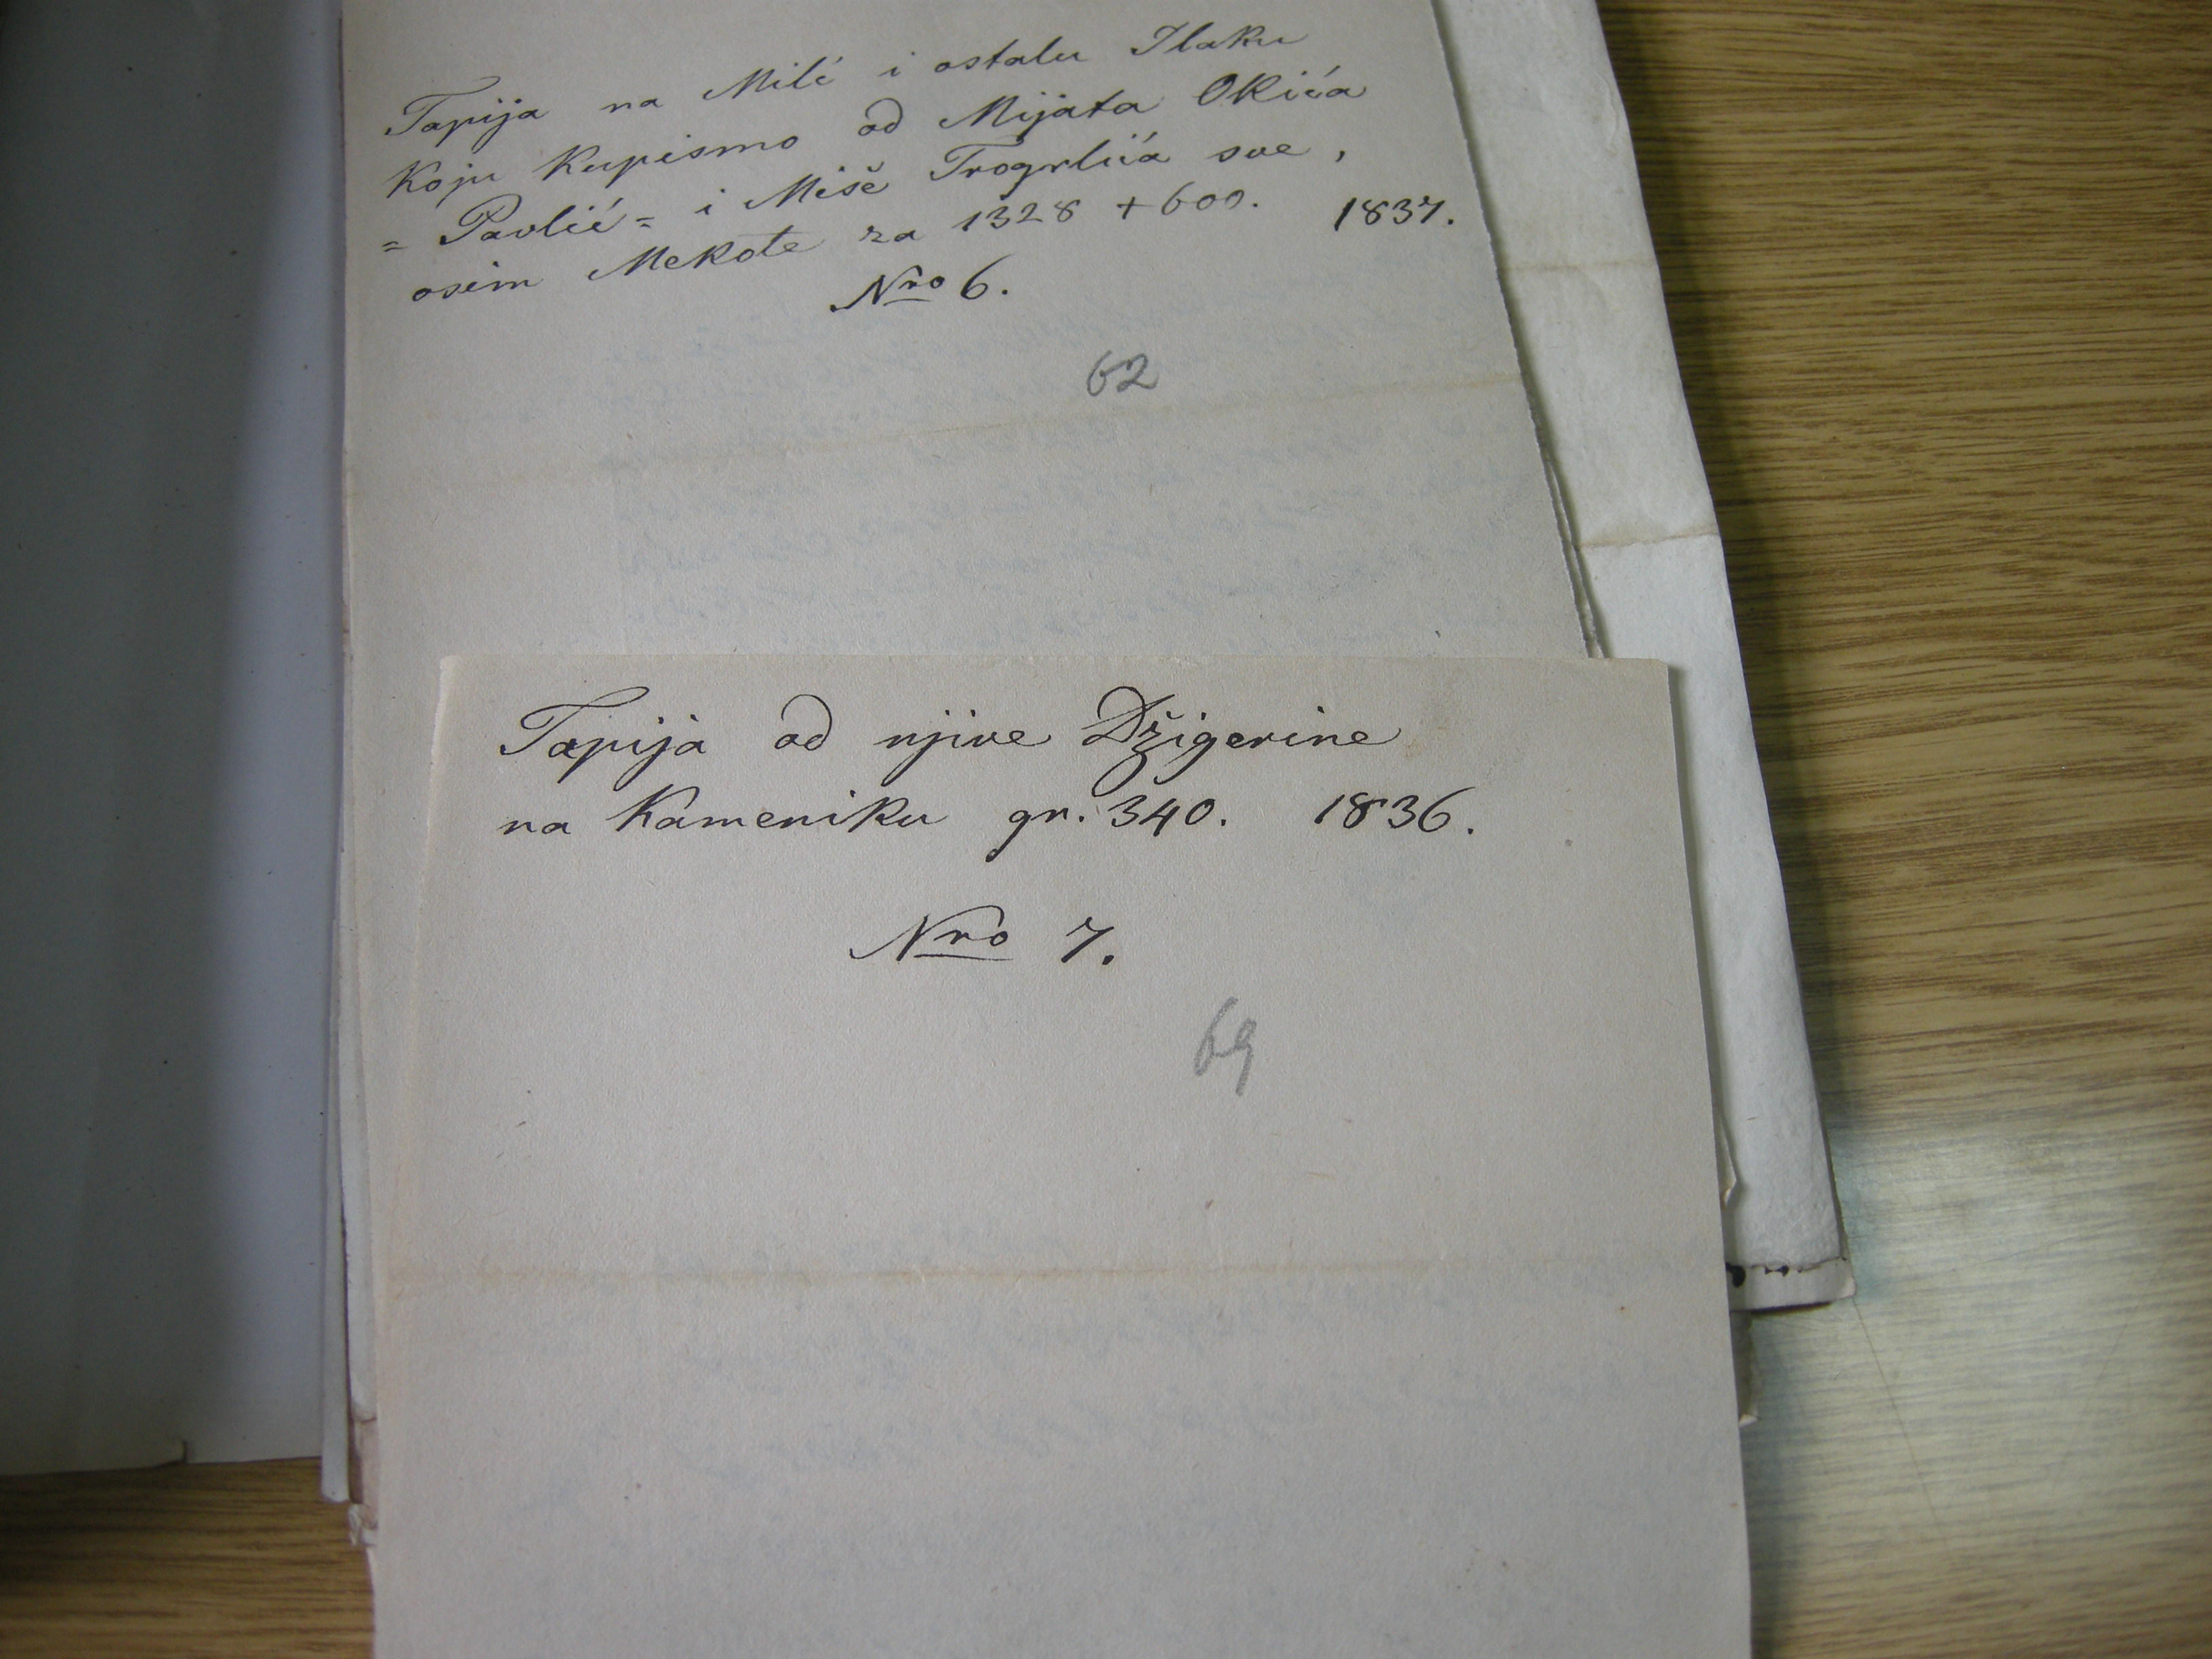 Tapija na Milć i ostalu Ilaku
koju kupismo od Mijata Okića
= Pavlić = i Miše Trogrlića sve,
osim Mekote za 1328 + 600. 1837.
Nro 6.
62
Tapija od njive Džigerine
na Kameniku gr. 340. 1836.
Nro 7.
69